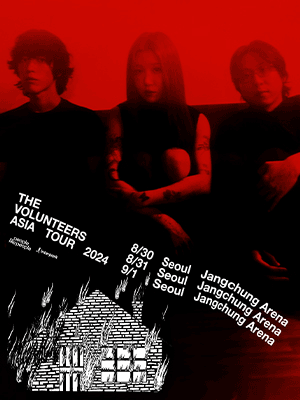 THE
VOLUNTEERS
ASIA TOUR 2024
8/30 Seoul Jangchung Arena
8/31 Seoul Jangchung Arena
9/1 Seoul Jangchung Arena